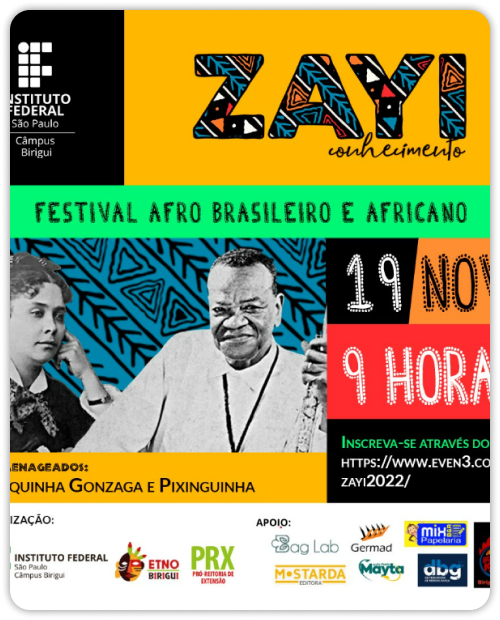 INSTITUTO
FEDERAL
São Paulo
Câmpus
Birigui
ZAYI
conhecimento
FESTIVAL AFRO BRASILEIRO E AFRICANO
19 NOV
9 HORA
INSCREVA-SE ATRAVÉS DO
HTTPS://WWW.EVEN3.CO
ZAYI2022/
MENAGEADOS:
QUINHA GONZAGA E PIXINGUINHA
IZAÇÃO:
APOIO:
INSTITUTO FEDERAL
São Paulo
Câmpus Birigui
ETNO
BIRIGUI
PRX
PRÓ-REITORIA DE
EXTENSÃO
Bag Lab
Germad
mix
Papelaria
MOSTARDA
EDITORA
Mayta
dbg